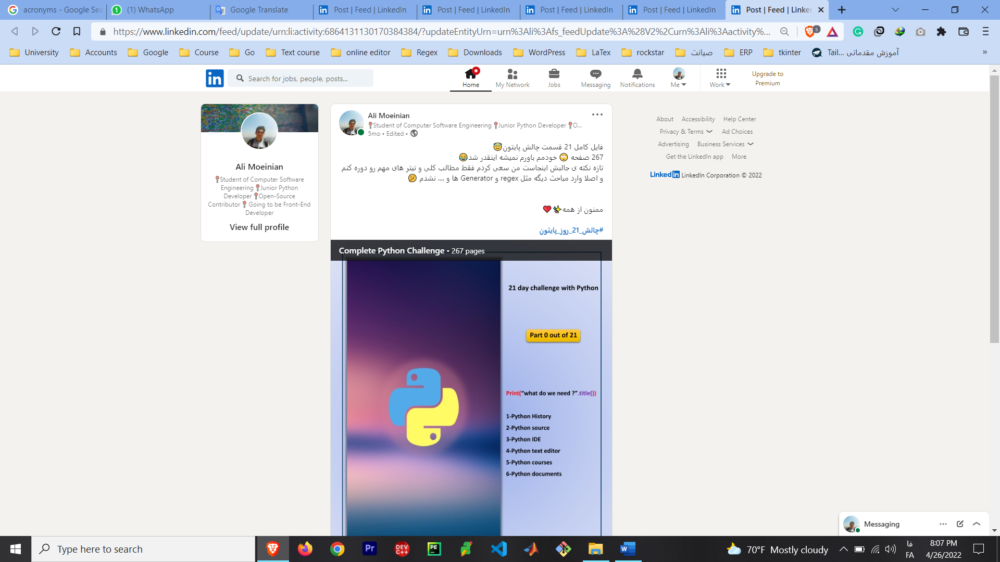 acronyms - Google Sea
(1) WhatsApp
Google Translate
Post | Feed | LinkedIn
Post | Feed | LinkedIn
Post | Feed | LinkedIn
Post | Feed | LinkedIn
Post | Feed | Linke
https://www.linkedin.com/feed/update/urn:li:activity:6864131130170384384/?updateEntityUrn=urn%3Ali%3Afs_feedUpdate%3A%28V2%2Curn%3Ali%3Aactivity%...
5
University
Accounts
Google
Course
Go
Text course
online editor
Regex
Downloads
WordPress
LaTex
rockstar
صیانت
ERP
tkinter
آموزش مقدماتی Tail...
»
in
Search for jobs, people, posts...
Home
My Network
Jobs
Messaging
Notifications
Me
Work
Upgrade to
Premium
Ali Moeinian
📍Student of Computer Software
Engineering 📍Junior Python
Developer 📍Open-Source
Contributor 📍 Going to be Front-End
Developer
View full profile
Ali Moeinian
📍Student of Computer Software Engineering 📍Junior Python Developer 📍O...
5mo • Edited •
فایل کامل 21 قسمت چالش پایتون😇
267 صفحه 🙄 خودمم باورم نمیشه اینقدر شد😂
تازه نکته ی جالبش اینجاست من سعی کردم فقط مطالب کلی و تیتر های مهم رو دوره کنم
و اصلا وارد مباحث دیگه مثل regex و Generator ها و .... نشدم 🫤
ممنون از همه✨❤️
#چالش_21_روز_پایتون
Complete Python Challenge • 267 pages
21 day challenge with Python
Part 0 out of 21
Print(“what do we need ?”.title())
1-Python History
2-Python source
3-Python IDE
4-Python text editor
5-Python courses
6-Python documents
About
Accessibility
Help Center
Privacy & Terms
Ad Choices
Advertising
Business Services
Get the LinkedIn app
More
Linked in LinkedIn Corporation © 2022
Messaging
Type here to search
Pr
DEV
C++
PE
W
70°F Mostly cloudy
فا
FA
8:07 PM
4/26/2022